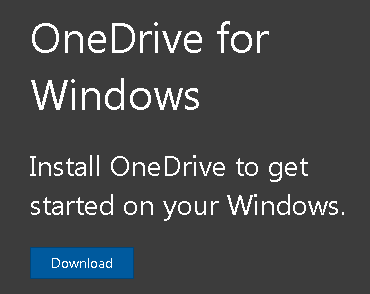 OneDrive for
Windows
Install OneDrive to get
started on your Windows.
Download